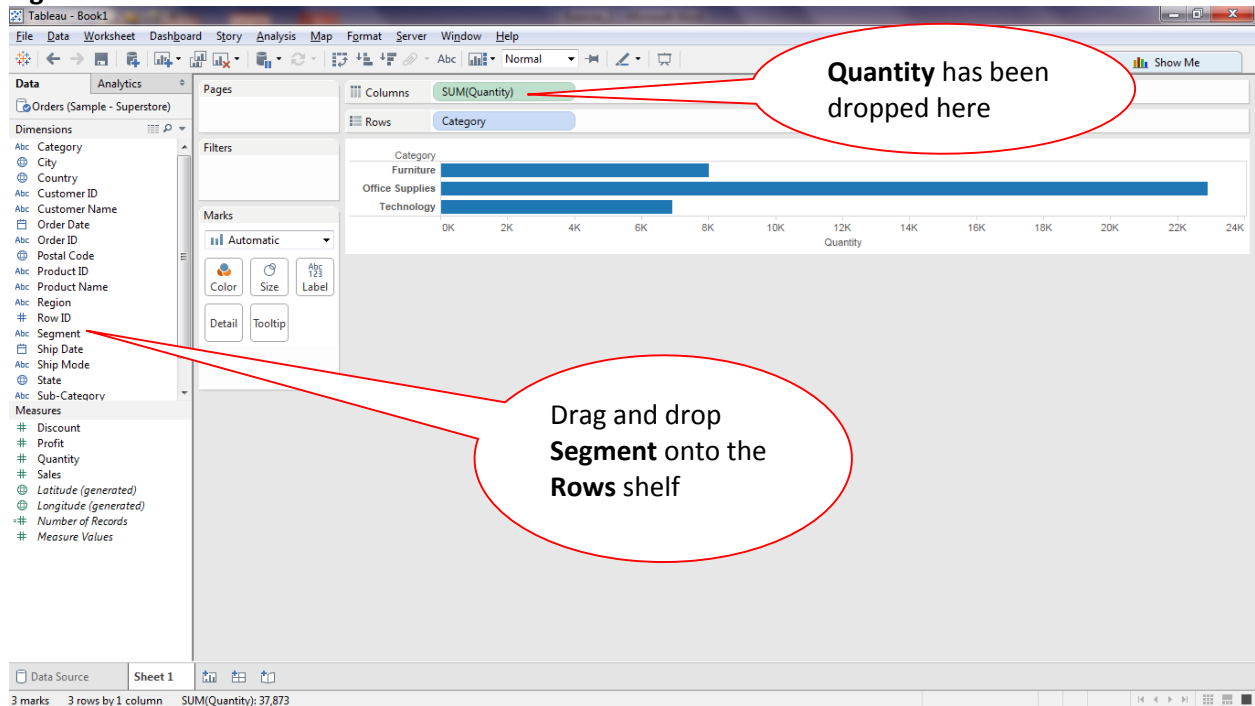 Tableau - Book1
File Data Worksheet Dashboard Story Analysis Map Format Server Window Help
Abc Normal
Show Me
Data Analytics
Orders (Sample - Superstore)
Dimensions
Abc Category
City
Country
Abc Customer ID
Abc Customer Name
Order Date
Abc Order ID
Postal Code
Abc Product ID
Abc Product Name
Abc Region
# Row ID
Abc Segment
Ship Date
Abc Ship Mode
State
Abc Sub-Category
Measures
# Discount
# Profit
# Quantity
# Sales
Latitude (generated)
Longitude (generated)
=# Number of Records
# Measure Values
Pages
Filters
Marks
Automatic
Color Size Abc 123 Label
Detail Tooltip
Columns SUM(Quantity)
Rows Category
Quantity has been
dropped here
Category
Furniture
Office Supplies
Technology
0K 2K 4K 6K 8K 10K 12K 14K 16K 18K 20K 22K 24K
Quantity
Drag and drop
Segment onto the
Rows shelf
Data Source Sheet 1
3 marks 3 rows by 1 column SUM(Quantity): 37,873